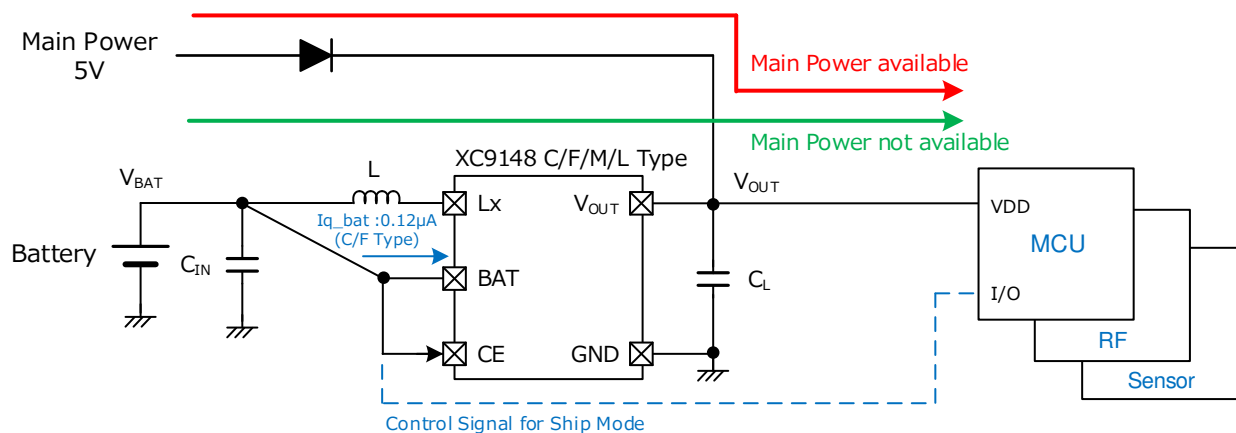 Main Power
5V
Main Power available
Main Power not available
XC9148 C/F/M/L Type
L
VBAT
VOUT
Lx
VOUT
VDD
Iq_bat :0.12µA
(C/F Type)
MCU
Battery
CIN
BAT
CL
I/O
CE
GND
RF
Sensor
Control Signal for Ship Mode